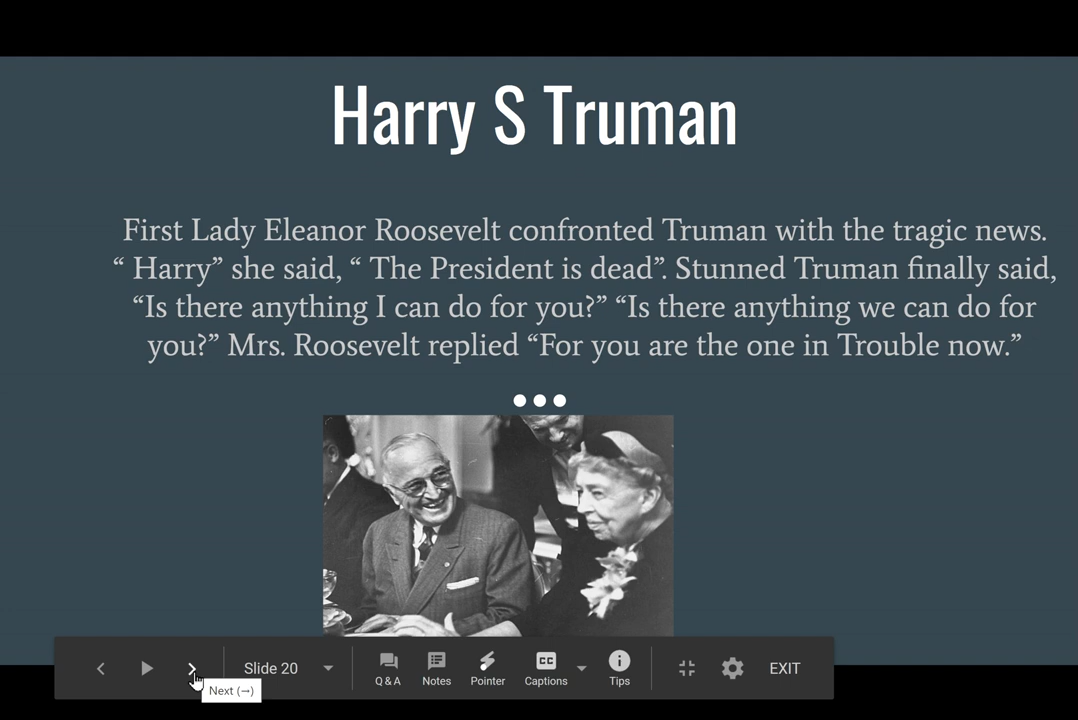 Harry S Truman
First Lady Eleanor Roosevelt confronted Truman with the tragic news.
“ Harry” she said, “ The President is dead”. Stunned Truman finally said,
“Is there anything I can do for you?” “Is there anything we can do for
you?” Mrs. Roosevelt replied “For you are the one in Trouble now.”
Slide 20
Q & A
Notes
Pointer
CC
Captions
Tips
EXIT
Next (→)